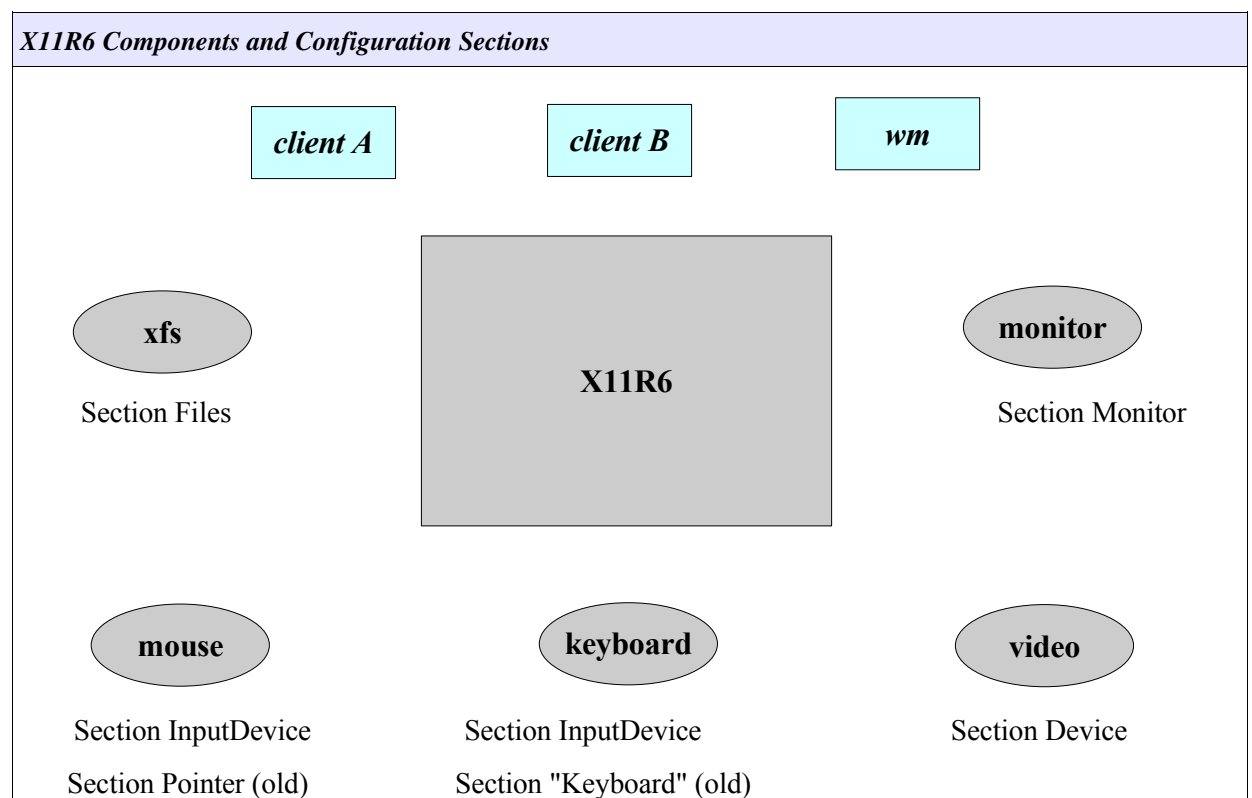 X11R6 Components and Configuration Sections
client A
client B
wm
xfs
monitor
X11R6
Section Files
Section Monitor
mouse
keyboard
video
Section InputDevice
Section InputDevice
Section Device
Section Pointer (old)
Section "Keyboard" (old)